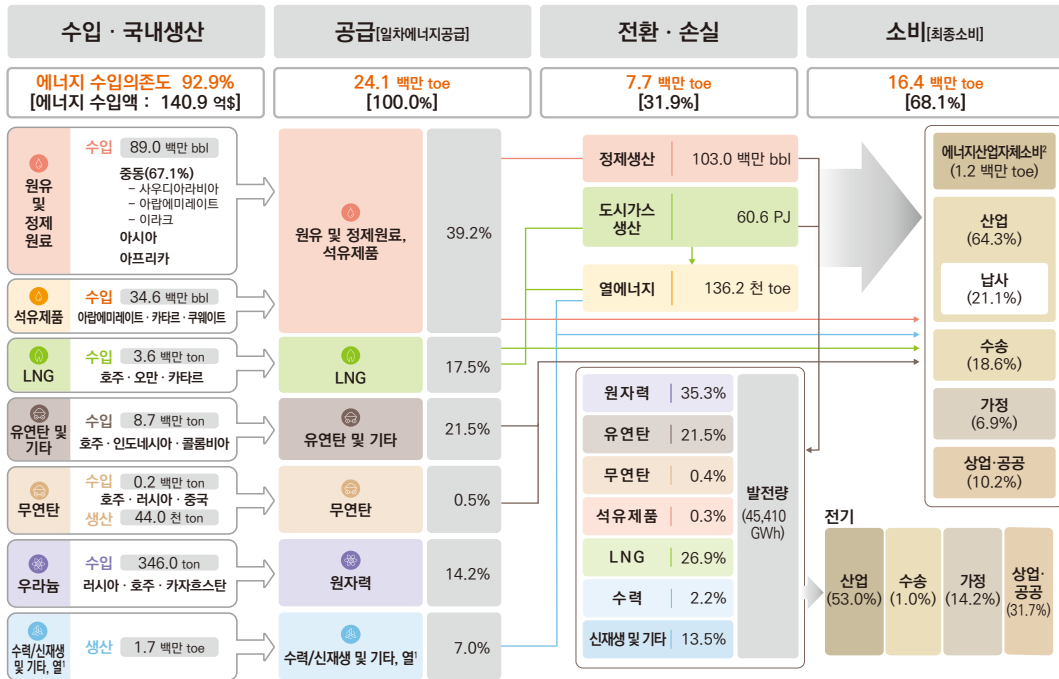 수입 · 국내생산
에너지 수입의존도 92.9%
[에너지 수입액 : 140.9 억$]
원유
및
정제
원료
수입 89.0 백만 bbl
중동(67.1%)
– 사우디아라비아
– 아랍에미레이트
– 이라크
아시아
아프리카
석유제품
수입 34.6 백만 bbl
아랍에미레이트 · 카타르 · 쿠웨이트
LNG
수입 3.6 백만 ton
호주 · 오만 · 카타르
유연탄 및
기타
수입 8.7 백만 ton
호주 · 인도네시아 · 콜롬비아
무연탄
수입 0.2 백만 ton
호주 · 러시아 · 중국
생산 44.0 천 ton
우라늄
수입 346.0 ton
러시아 · 호주 · 카자흐스탄
수력/신재생
및 기타, 열¹
생산 1.7 백만 toe
공급[일차에너지공급]
24.1 백만 toe
[100.0%]
원유 및 정제원료,
석유제품
39.2%
LNG
17.5%
유연탄 및 기타
21.5%
무연탄
0.5%
원자력
14.2%
수력/신재생 및 기타, 열¹
7.0%
전환 · 손실
7.7 백만 toe
[31.9%]
정제생산 103.0 백만 bbl
도시가스
생산
60.6 PJ
열에너지 136.2 천 toe
원자력 35.3%
유연탄 21.5%
무연탄 0.4%
석유제품 0.3%
LNG 26.9%
수력 2.2%
신재생 및 기타 13.5%
발전량
(45,410
GWh)
소비[최종소비]
16.4 백만 toe
[68.1%]
에너지산업자체소비²
(1.2 백만 toe)
산업
(64.3%)
납사
(21.1%)
수송
(18.6%)
가정
(6.9%)
상업·공공
(10.2%)
전기
산업
(53.0%)
수송
(1.0%)
가정
(14.2%)
상업·
공공
(31.7%)